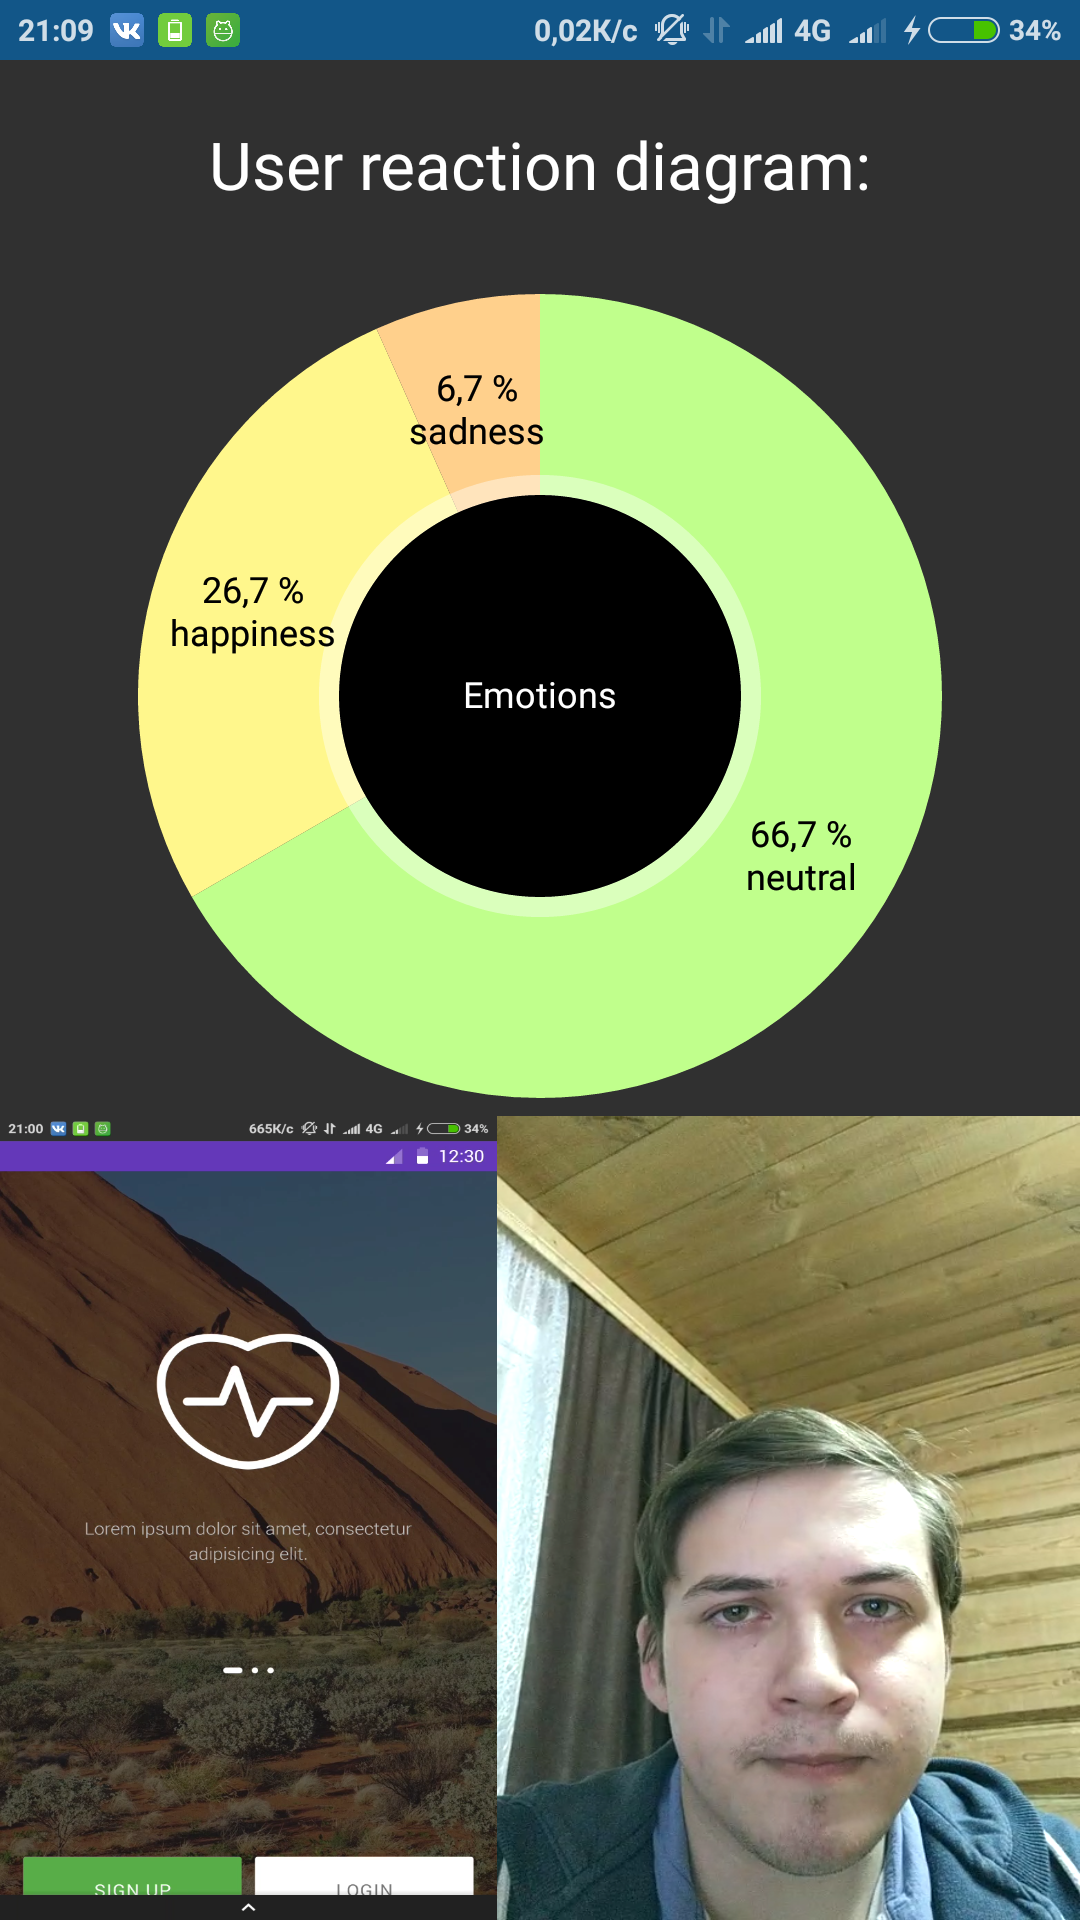 21:09 0,02K/c 4G 34%
User reaction diagram:
6,7 %
sadness
26,7 %
happiness
Emotions
66,7 %
neutral
21:00 665K/c 4G 34%
12:30
Lorem ipsum dolor sit amet, consectetur
adipisicing elit.
SIGN UP LOGIN